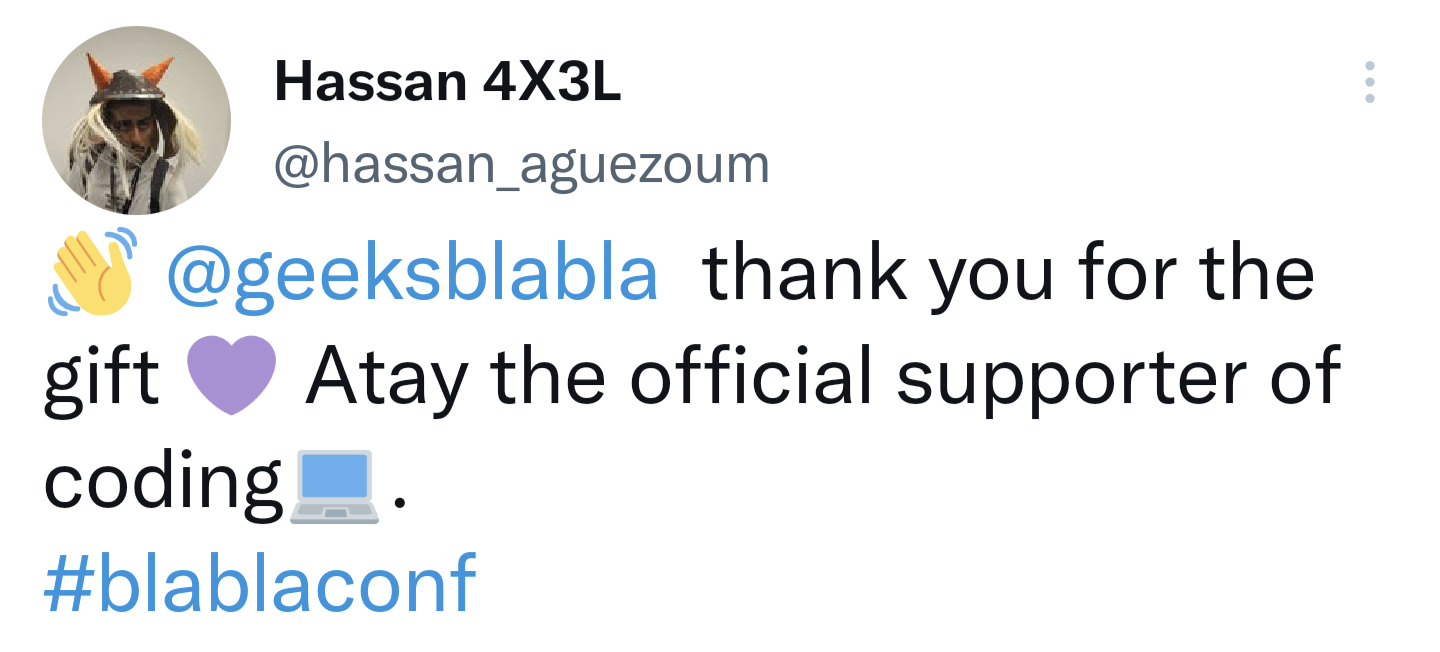 Hassan 4X3L
@hassan_aguezoum
👋 @geeksblabla thank you for the
gift 💜 Atay the official supporter of
coding💻.
#blablaconf